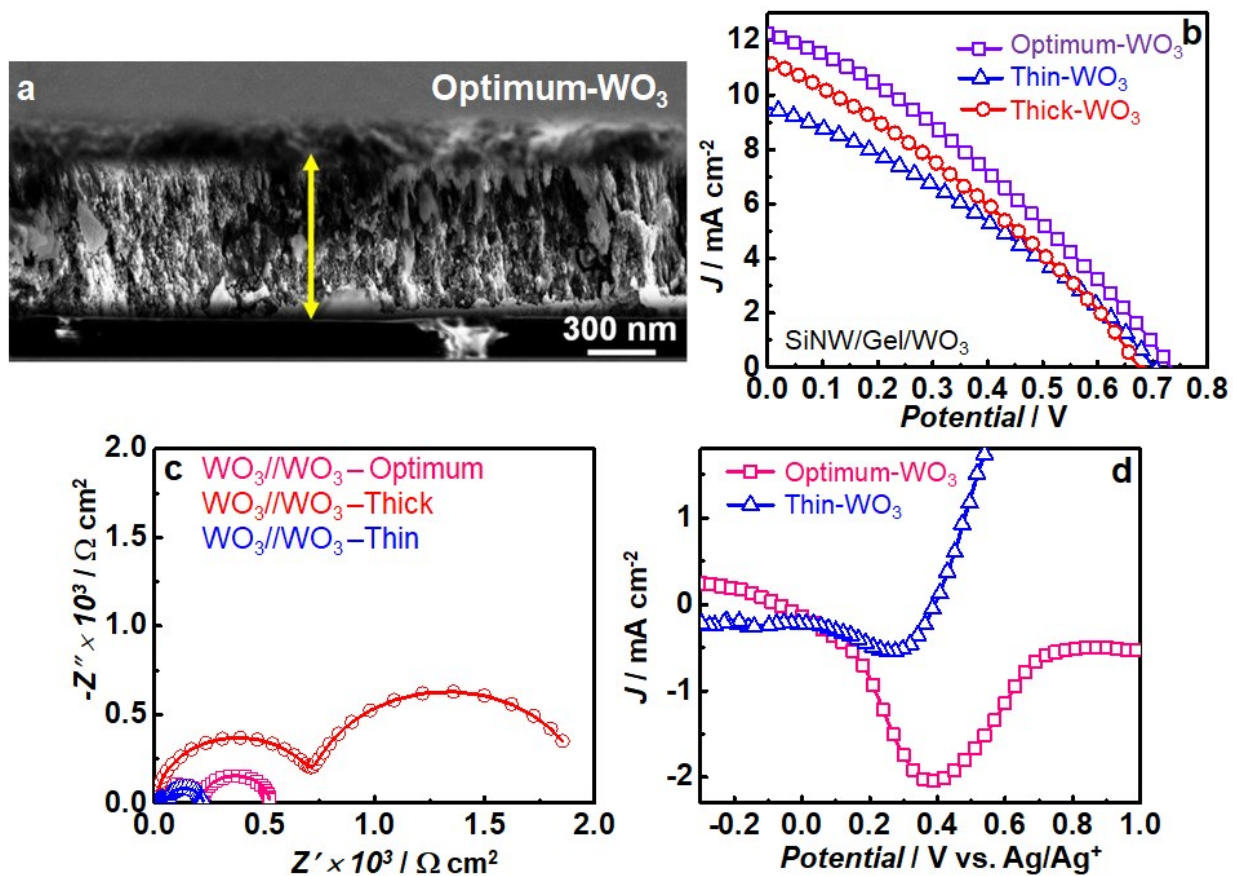 a
Optimum-WO₃
300 nm
b
12
10
8
6
4
2
0
J / mA cm⁻²
Optimum-WO₃
Thin-WO₃
Thick-WO₃
SiNW/Gel/WO₃
0.0 0.1 0.2 0.3 0.4 0.5 0.6 0.7 0.8
Potential / V
c
2.0
1.5
1.0
0.5
0.0
-Z″ × 10³ / Ω cm²
WO₃//WO₃–Optimum
WO₃//WO₃–Thick
WO₃//WO₃–Thin
0.0 0.5 1.0 1.5 2.0
Z′ × 10³ / Ω cm²
d
1
0
-1
-2
J / mA cm⁻²
Optimum-WO₃
Thin-WO₃
-0.2 0.0 0.2 0.4 0.6 0.8 1.0
Potential / V vs. Ag/Ag⁺